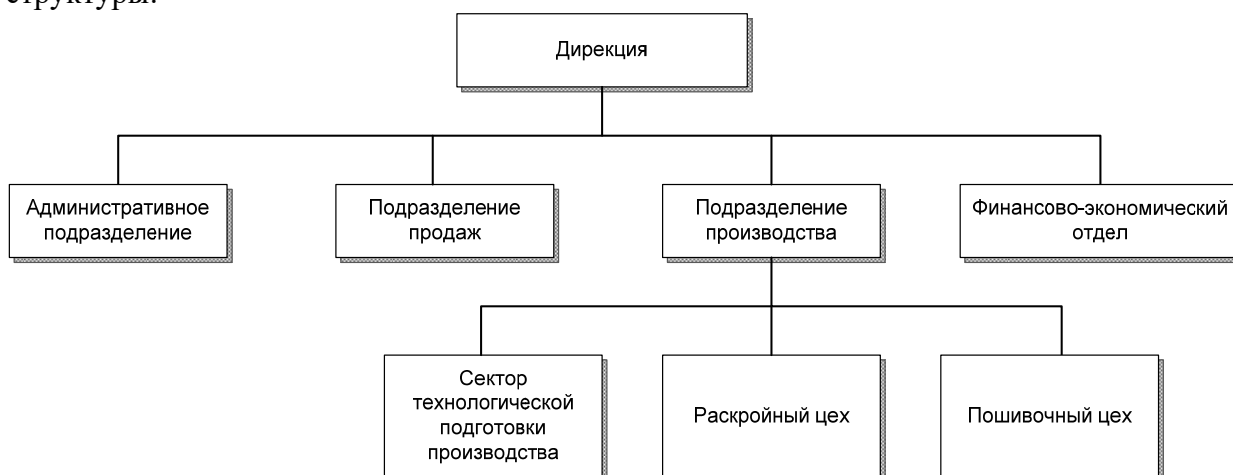 структуры.
Дирекция
Административное
подразделение
Подразделение
продаж
Подразделение
производства
Финансово-экономический
отдел
Сектор
технологической
подготовки
производства
Раскройный цех
Пошивочный цех